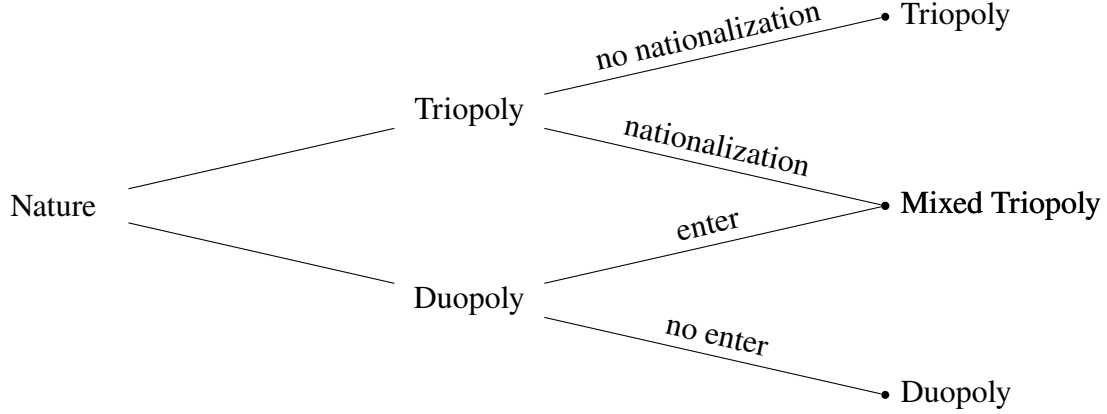 Nature
Triopoly
Duopoly
no nationalization
nationalization
enter
no enter
Triopoly
Mixed Triopoly
Duopoly